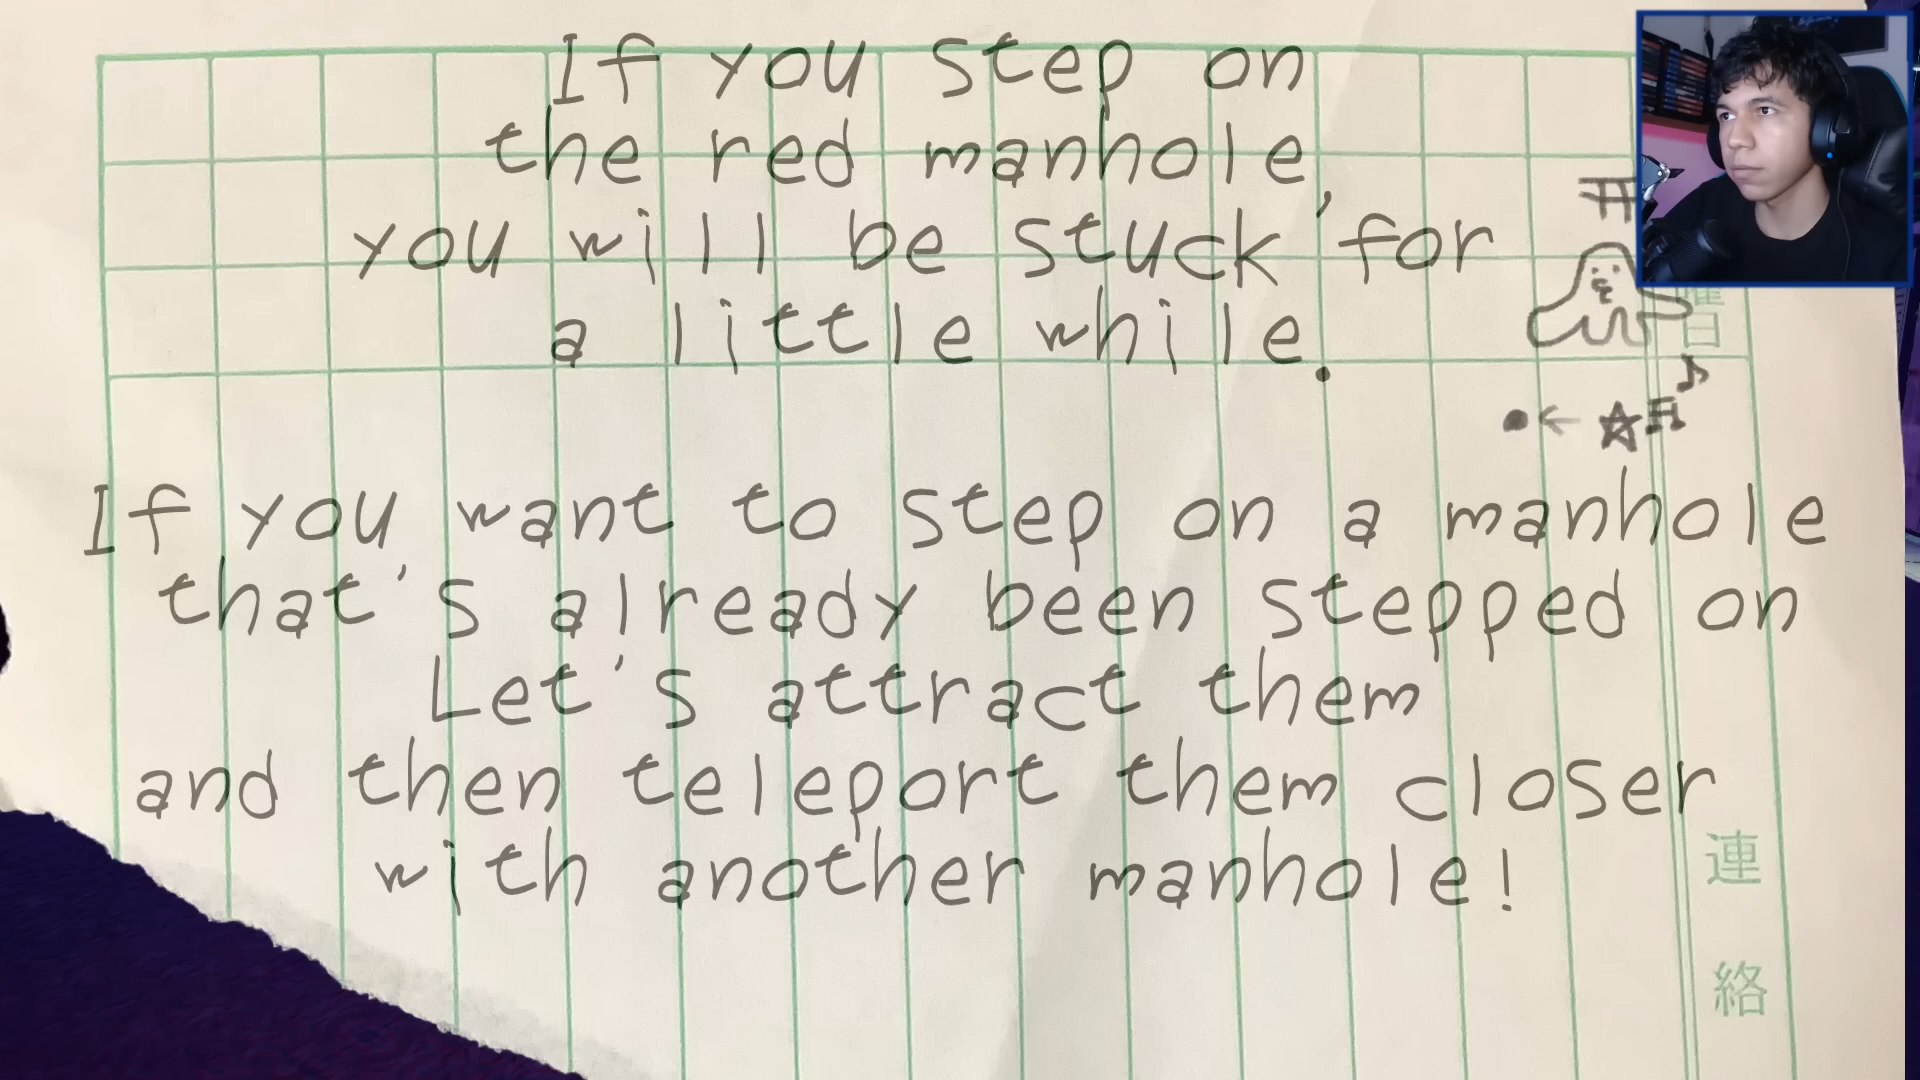 If you step on
the red manhole,
you will be stuck for
a little while.
If you want to step on a manhole
that's already been stepped on
Let's attract them
and then teleport them closer
with another manhole!
曜
日
連
絡